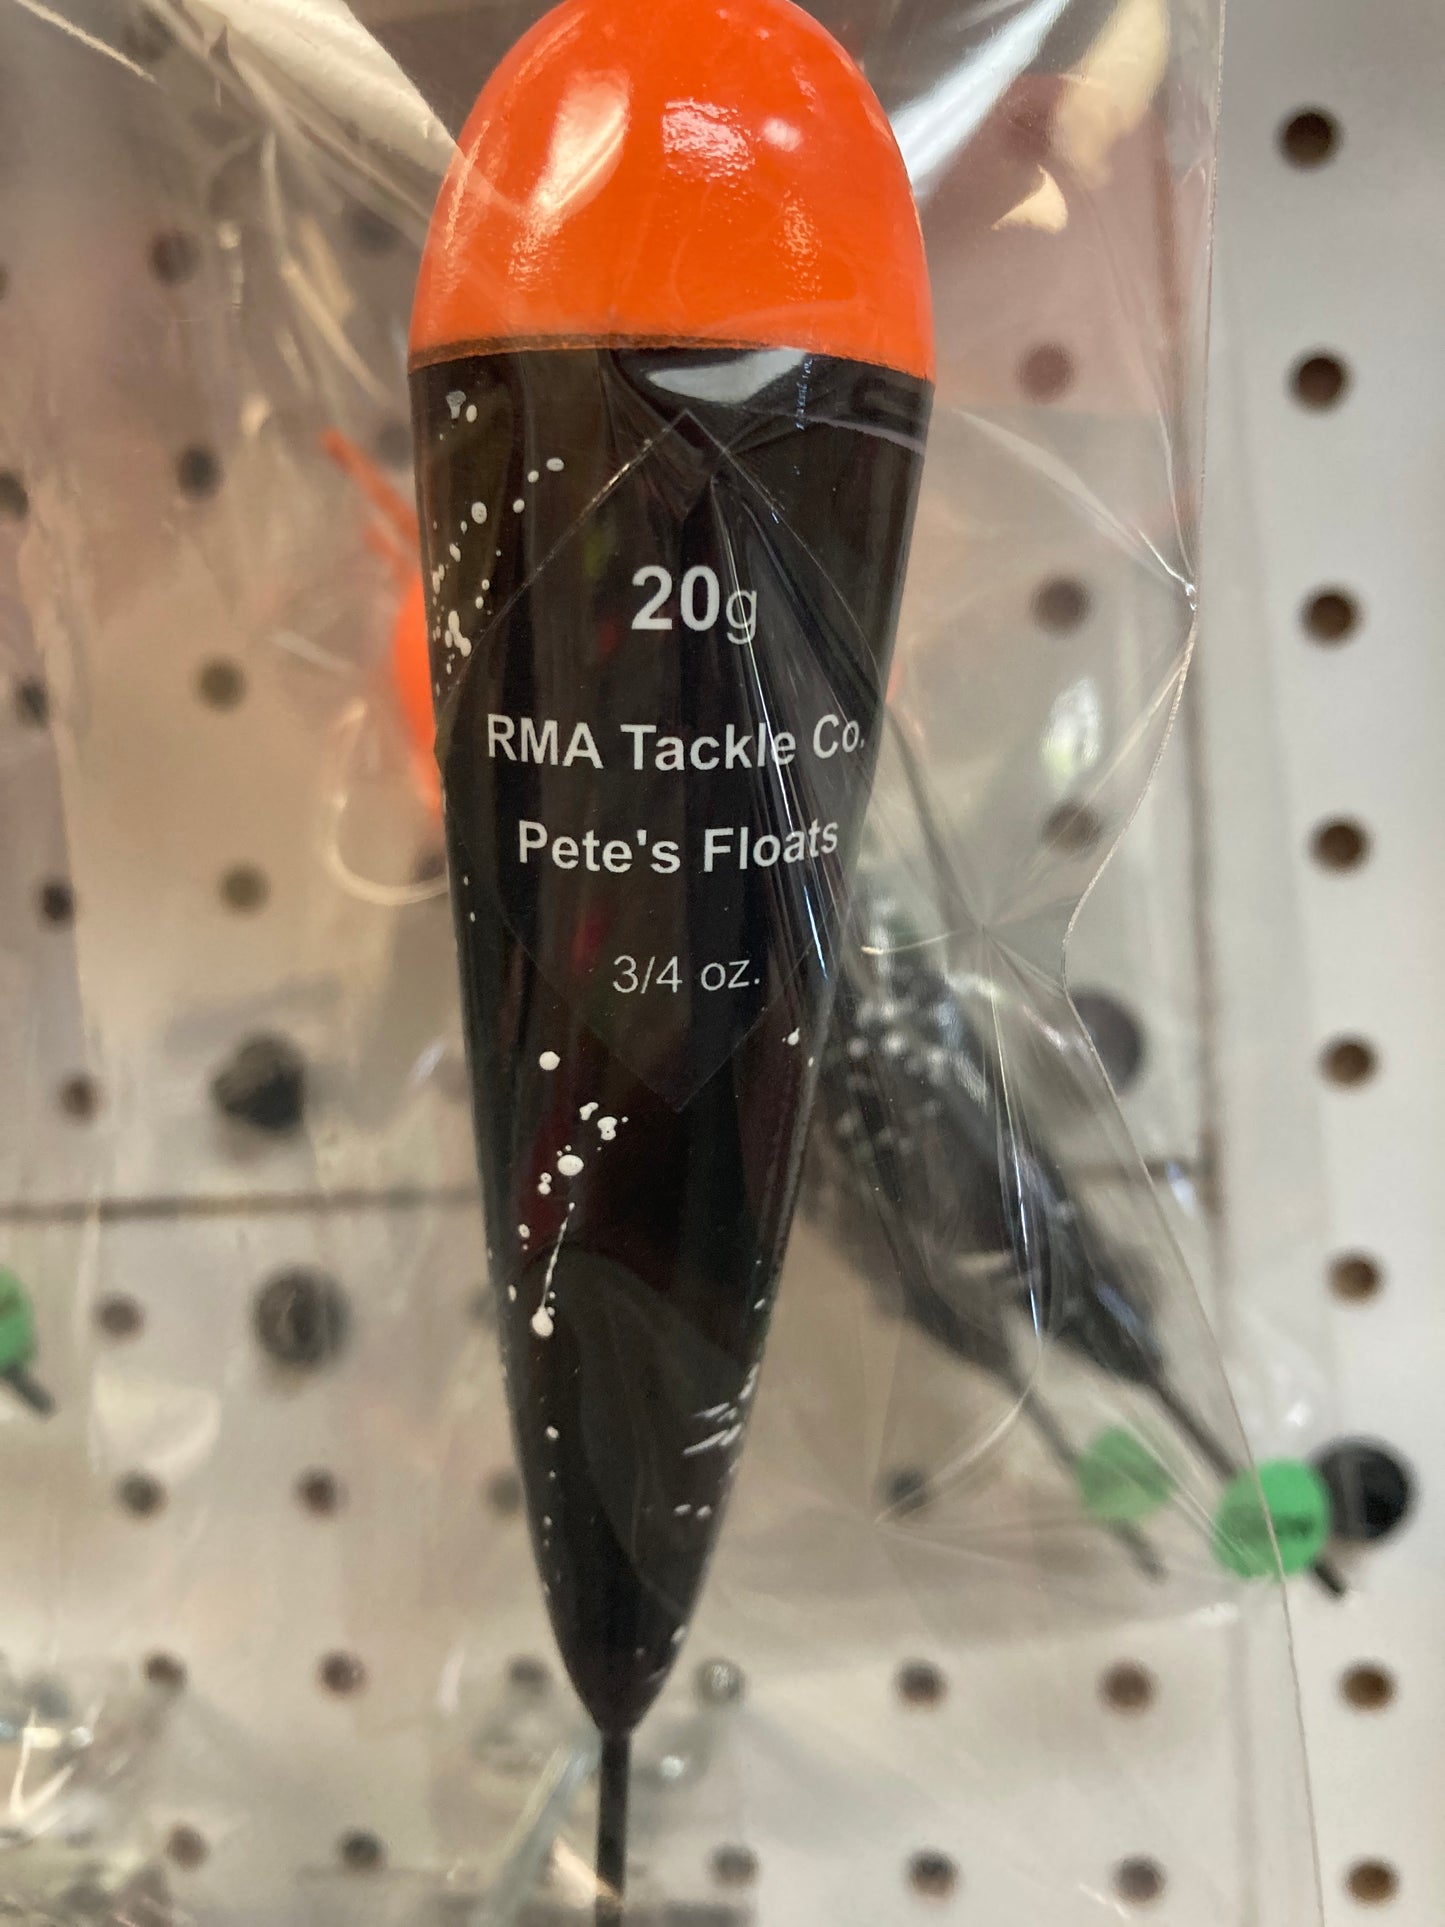 20g
RMA Tackle Co.
Pete's Floats
3/4 oz.